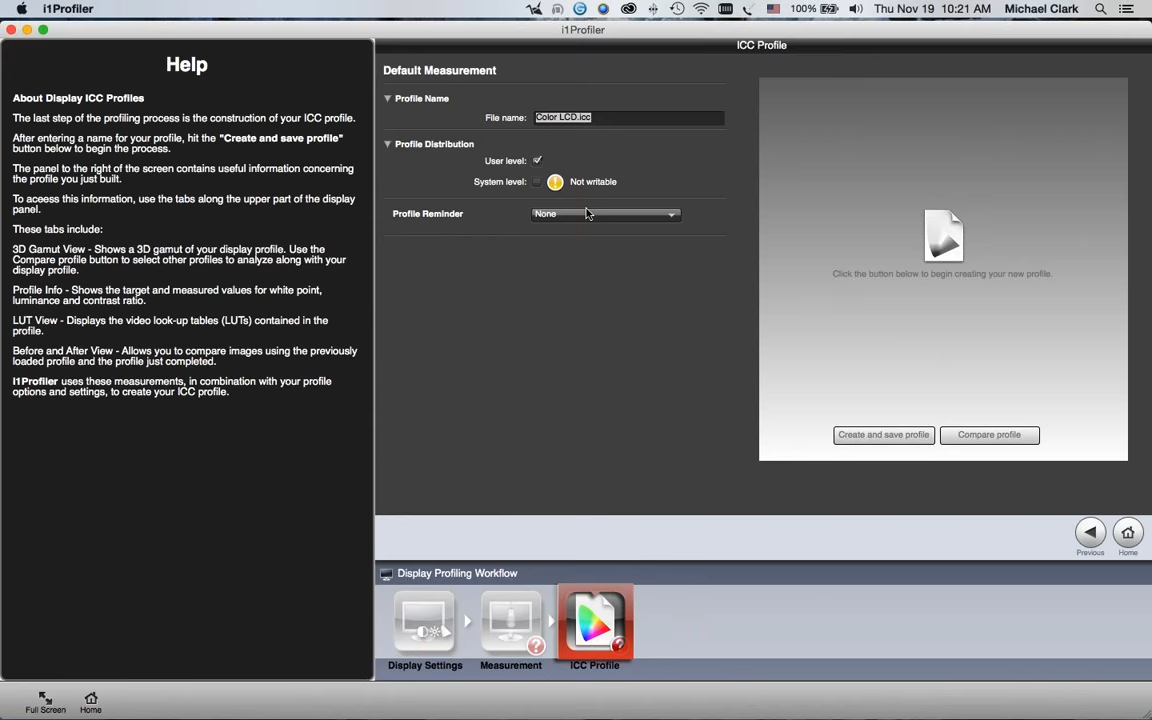 i1Profiler
100%
Thu Nov 19 10:21 AM
Michael Clark
i1Profiler
Help
About Display ICC Profiles
The last step of the profiling process is the construction of your ICC profile.
After entering a name for your profile, hit the "Create and save profile"
button below to begin the process.
The panel to the right of the screen contains useful information concerning
the profile you just built.
To acceess this information, use the tabs along the upper part of the display
panel.
These tabs include:
3D Gamut View - Shows a 3D gamut of your display profile. Use the
Compare profile button to select other profiles to analyze along with your
display profile.
Profile Info - Shows the target and measured values for white point,
luminance and contrast ratio.
LUT View - Displays the video look-up tables (LUTs) contained in the
profile.
Before and After View - Allows you to compare images using the previously
loaded profile and the profile just completed.
i1Profiler uses these measurements, in combination with your profile
options and settings, to create your ICC profile.
ICC Profile
Default Measurement
Profile Name
File name: Color LCD.icc
Profile Distribution
User level:
System level: Not writable
Profile Reminder None
Click the button below to begin creating your new profile.
Create and save profile Compare profile
Previous Home
Display Profiling Workflow
Display Settings Measurement ICC Profile
Full Screen Home